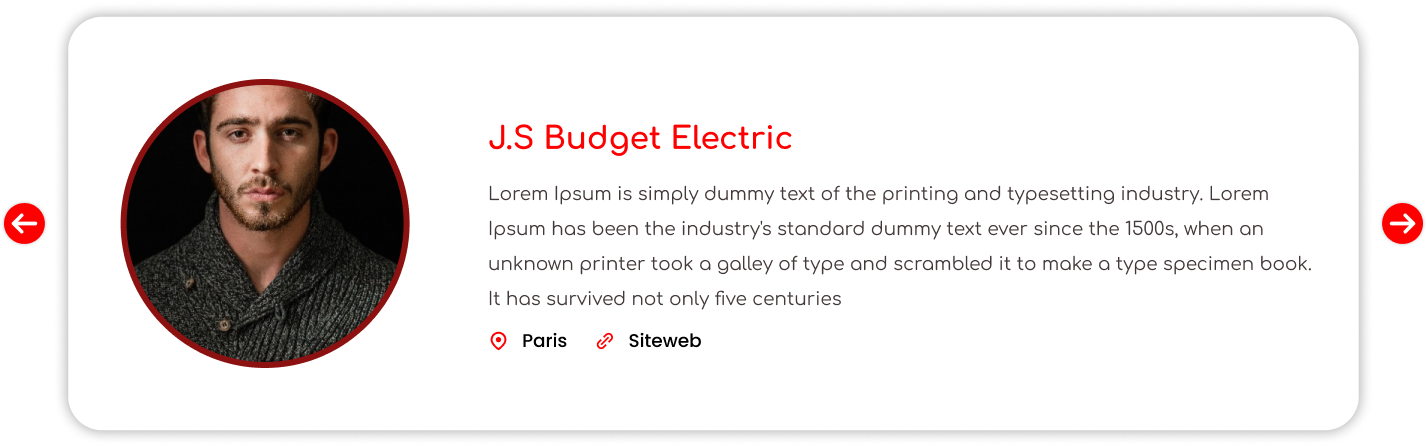 J.S Budget Electric
Lorem Ipsum is simply dummy text of the printing and typesetting industry. Lorem
Ipsum has been the industry's standard dummy text ever since the 1500s, when an
unknown printer took a galley of type and scrambled it to make a type specimen book.
It has survived not only five centuries
Paris Siteweb